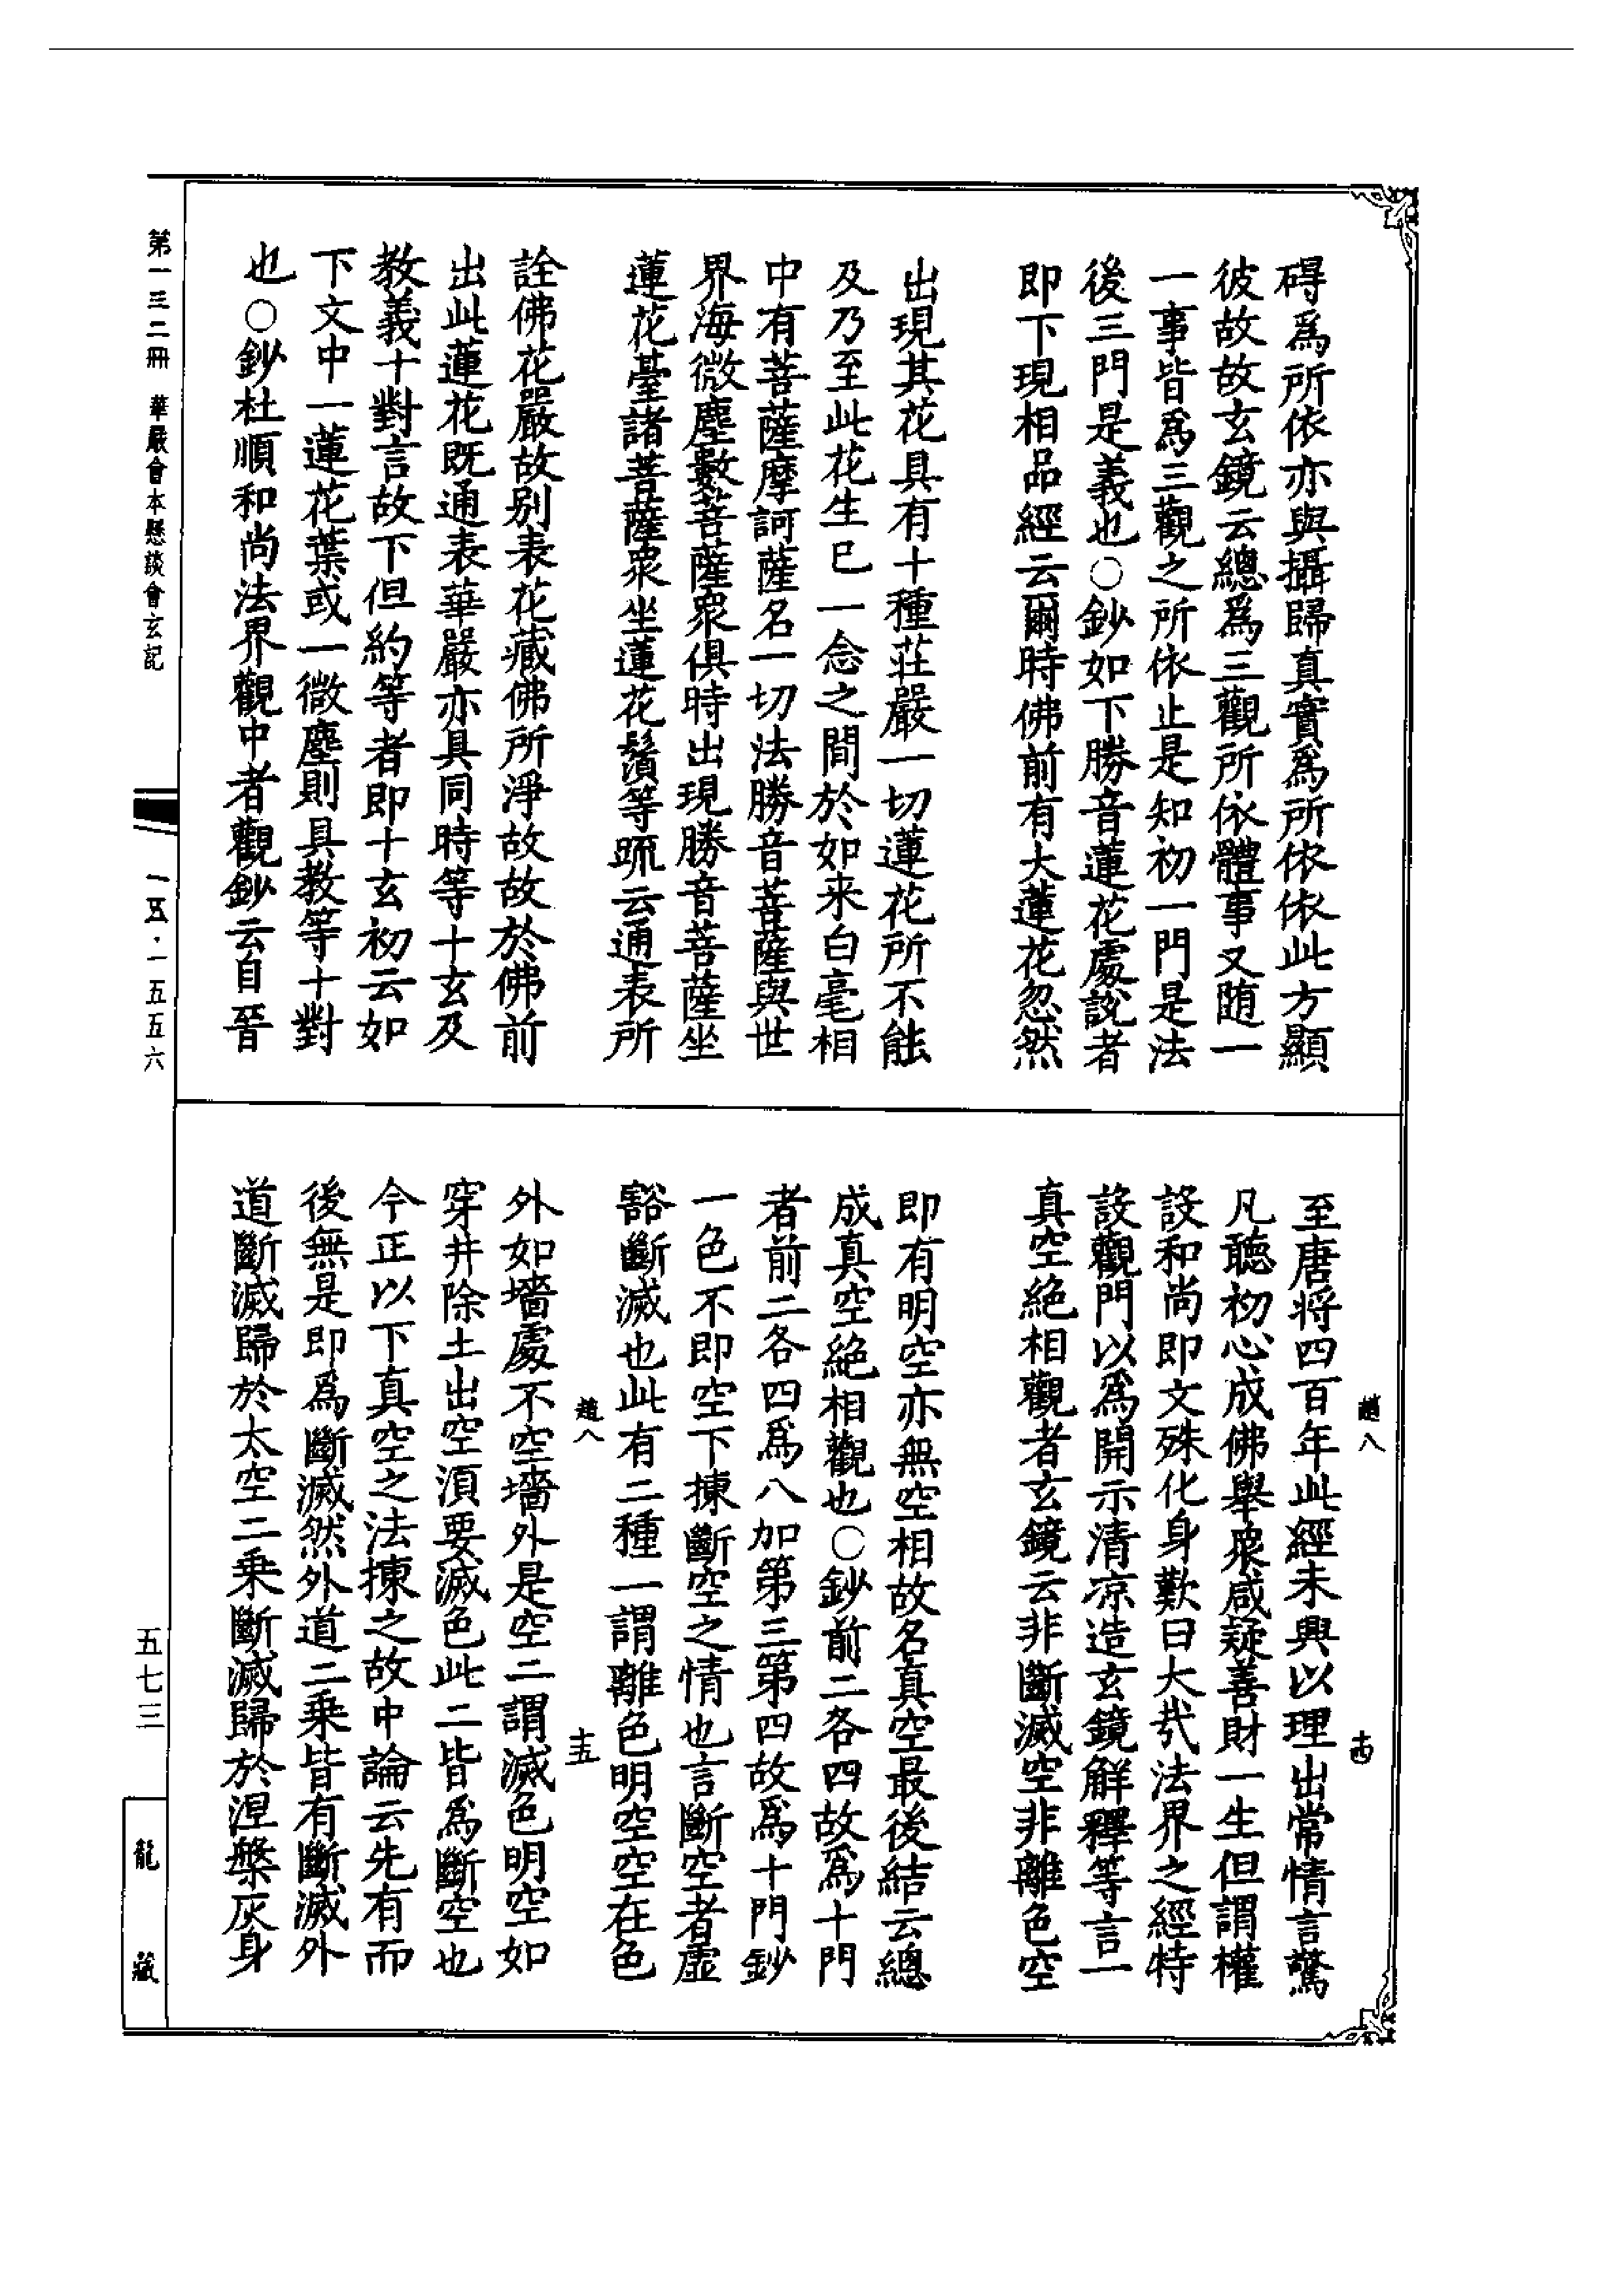 碍爲所依亦與攝歸真實爲所依依此方顯
彼故故玄鏡云總爲三觀所依體事又随一
一事皆爲三觀之所依止是知初一門是法
後三門是義也○鈔如下勝音蓮花處說者
即下現相品經云爾時佛前有大蓮花忽然
出現其花具有十種莊嚴一切蓮花所不能
及乃至此花生已一念之間於如来白毫相
中有菩薩摩訶薩名一切法勝音菩薩與世
界海微塵數菩薩衆俱時出現勝音菩薩坐
蓮花臺諸菩薩衆坐蓮花鬚等䟽云通表所
詮佛花嚴故别表花藏佛所淨故故於佛前
出此蓮花既通表華嚴亦具同時等十玄及
教義十對言故下但約等者即十玄初云如
下文中一蓮花葉或一微塵則具教等十對
也○鈔杜順和尚法界觀中者觀鈔云自晉
至唐將四百年此經未興以理出常情言驚
凡聽初心成佛舉衆咸疑善財一生但謂權
設和尚即文殊化身歎曰大㢤法界之經特
設觀門以爲開示清凉造玄鏡解釋等言一
真空絶相觀者玄鏡云非斷滅空非離色空
即有明空亦無空相故名真空最後結云總
成真空絶相觀也○鈔前二各四故爲十門
者前二各四爲八加第三第四故爲十門鈔
一色不即空下揀斷空之情也言斷空者虛
豁斷滅也此有二種一謂離色明空空在色
外如墻處不空墻外是空二謂滅色明空如
穿井除土出空湏要滅色此二皆爲斷空也
今正以下真空之法揀之故中論云先有而
後無是即爲斷滅然外道二乗皆有斷滅外
道斷滅歸於太空二乗斷滅歸於涅槃灰身
趙八
十四
趙八
十五
第一三二冊 華嚴會本懸談會玄記
一五·一五五六
五七三
龍藏